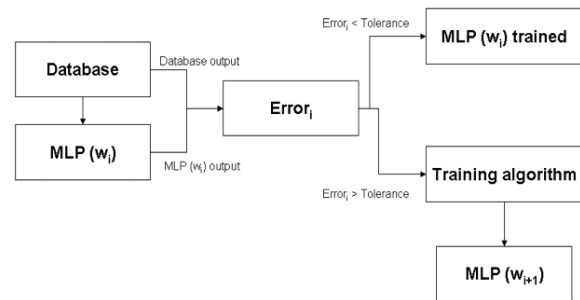 Error_i < Tolerance
MLP (w_i) trained
Database
Database output
Error_i
MLP (w_i)
MLP (w_i) output
Training algorithm
Error_i > Tolerance
MLP (w_{i+1})